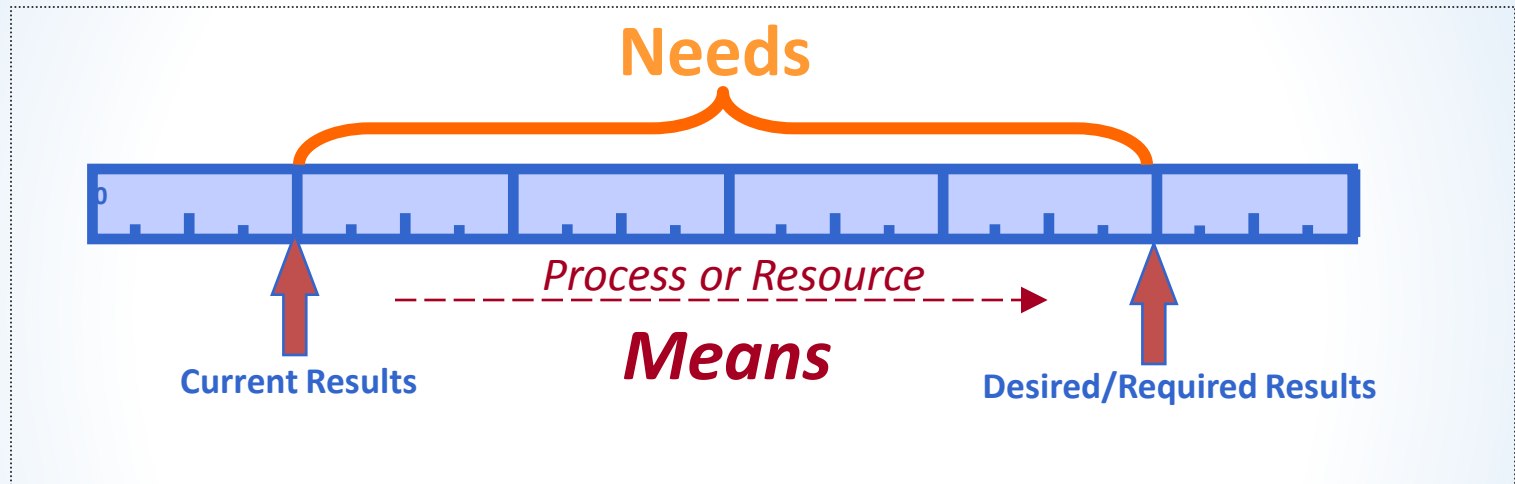 Needs
0
Process or Resource
Means
Current Results
Desired/Required Results